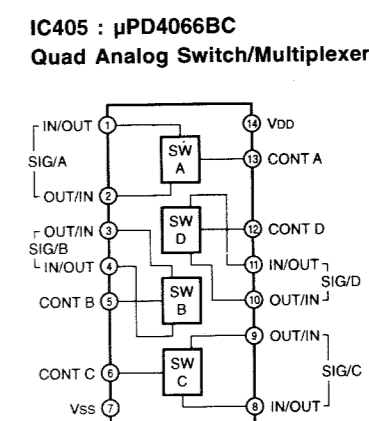 IC405 : µPD4066BC
Quad Analog Switch/Multiplexer
IN/OUT 1
14 VDD
SW
A
SIG/A
13 CONT A
OUT/IN 2
OUT/IN 3
SW
D
12 CONT D
SIG/B
IN/OUT 4
11 IN/OUT
SIG/D
CONT B 5
SW
B
10 OUT/IN
9 OUT/IN
CONT C 6
SW
C
SIG/C
VSS 7
8 IN/OUT